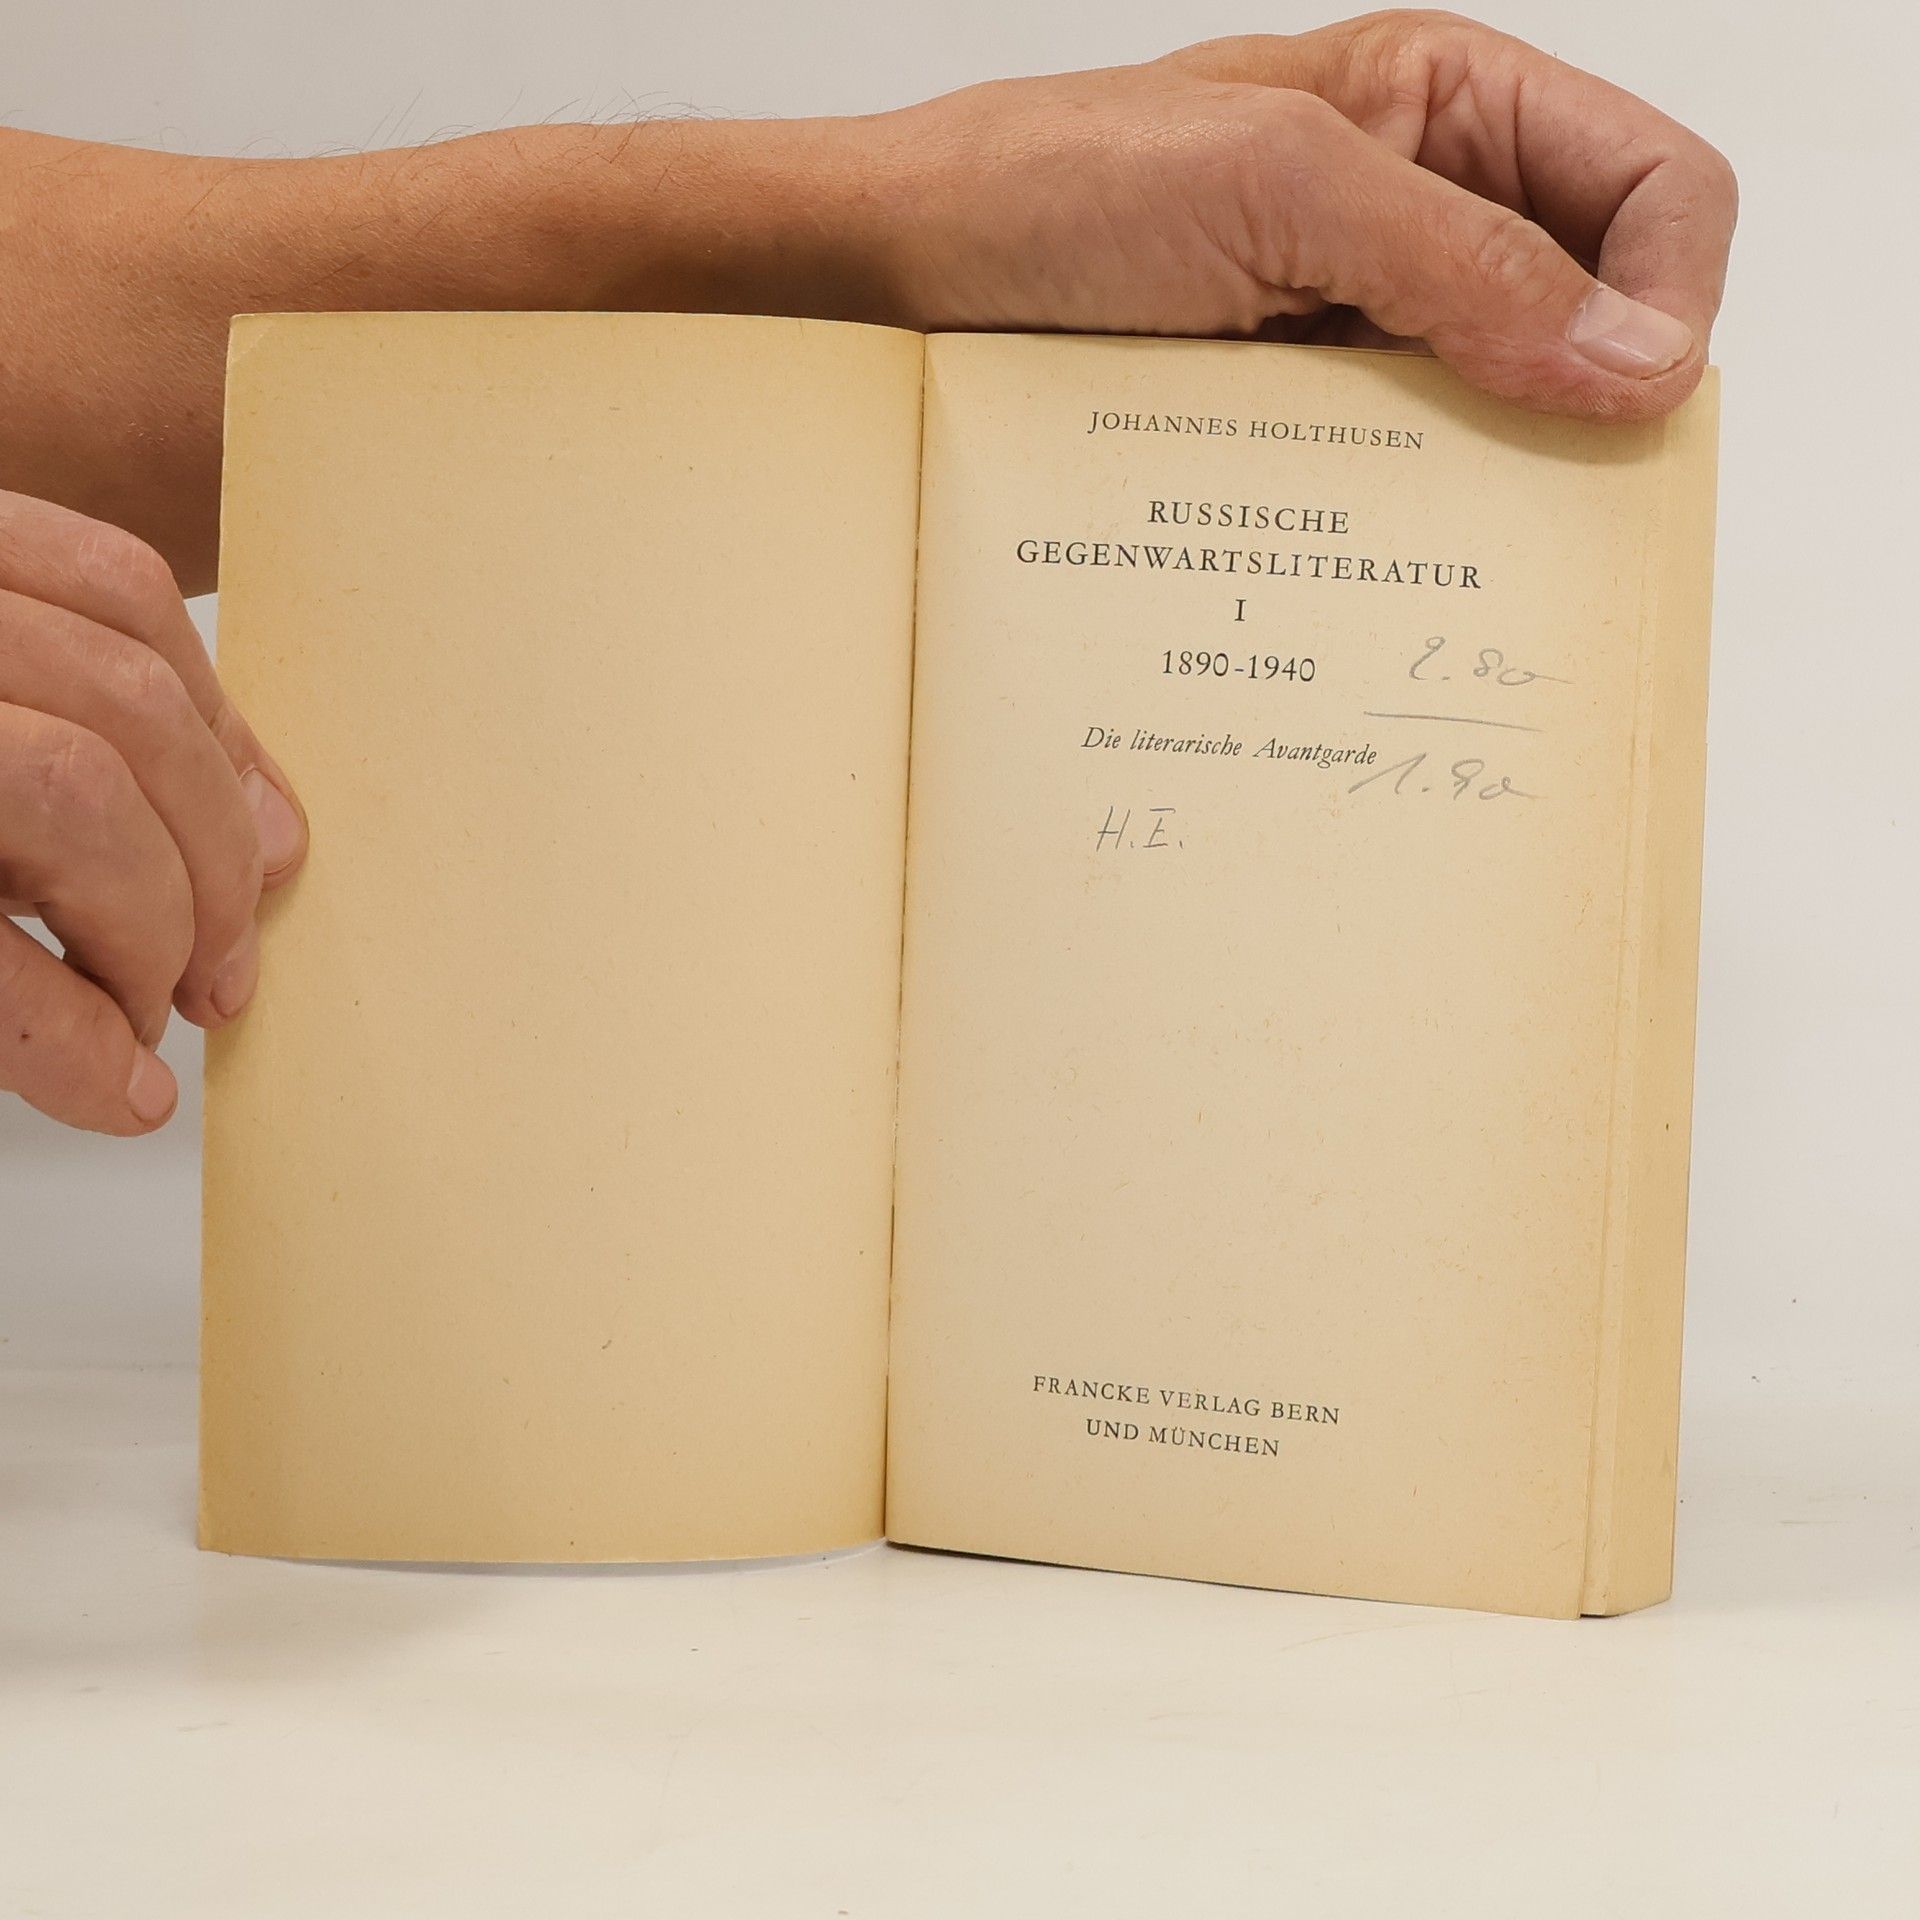 JOHANNES HOLTHUSEN
RUSSISCHE
GEGENWARTSLITERATUR
I
1890-1940
2.80
Die literarische Avantgarde
1.90
H.E.
FRANCKE VERLAG BERN
UND MÜNCHEN